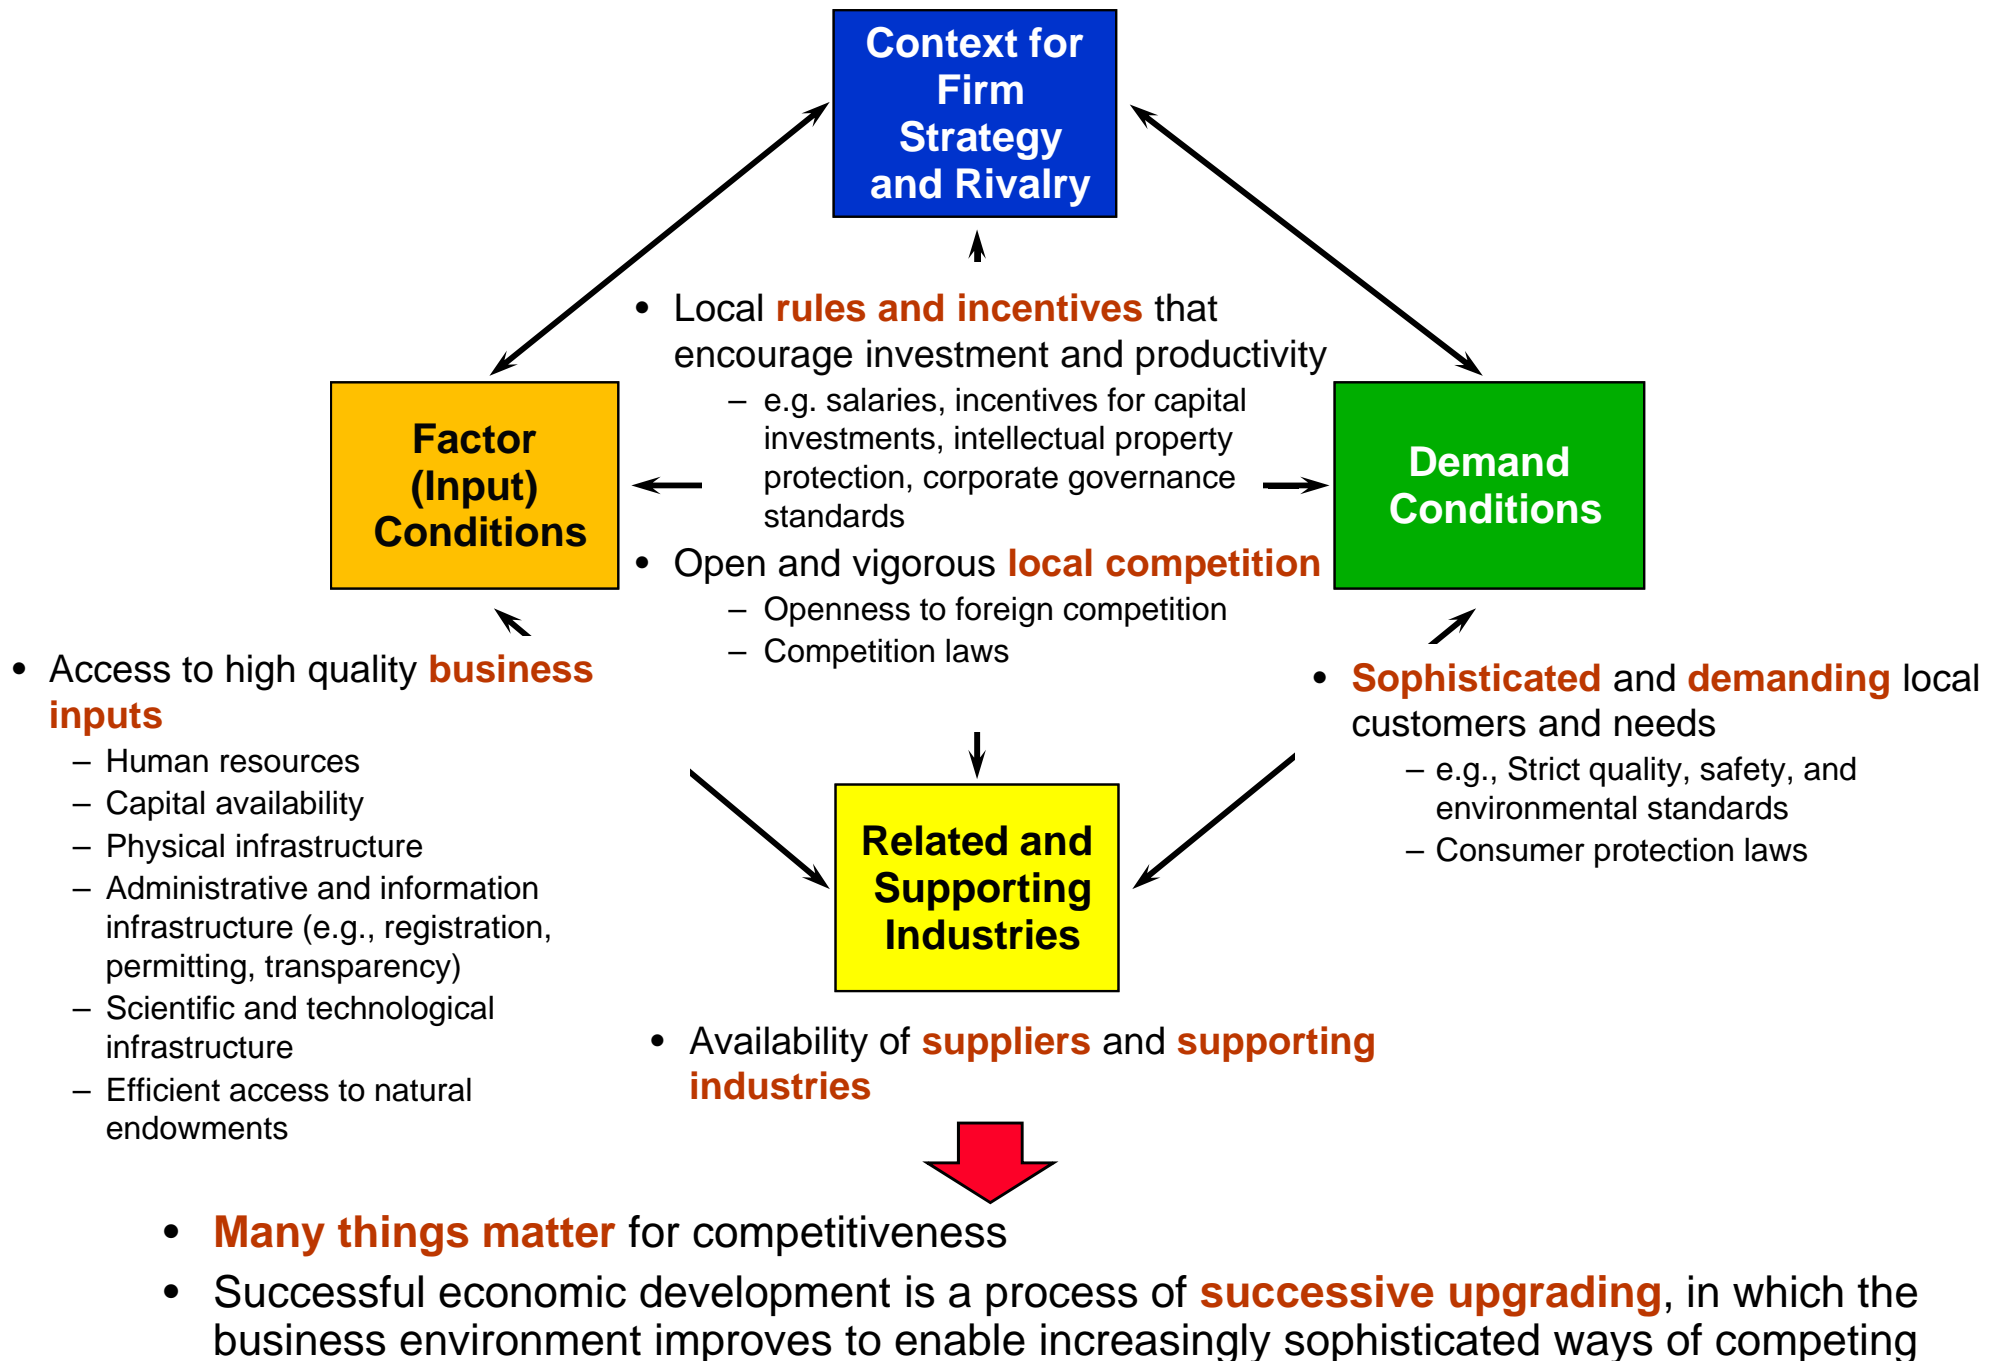 Context for
Firm
Strategy
and Rivalry
• Local rules and incentives that
encourage investment and productivity
– e.g. salaries, incentives for capital
investments, intellectual property
protection, corporate governance
standards
• Open and vigorous local competition
– Openness to foreign competition
– Competition laws
Factor
(Input)
Conditions
Demand
Conditions
• Access to high quality business
inputs
– Human resources
– Capital availability
– Physical infrastructure
– Administrative and information
infrastructure (e.g., registration,
permitting, transparency)
– Scientific and technological
infrastructure
– Efficient access to natural
endowments
• Sophisticated and demanding local
customers and needs
– e.g., Strict quality, safety, and
environmental standards
– Consumer protection laws
Related and
Supporting
Industries
• Availability of suppliers and supporting
industries
• Many things matter for competitiveness
• Successful economic development is a process of successive upgrading, in which the
business environment improves to enable increasingly sophisticated ways of competing